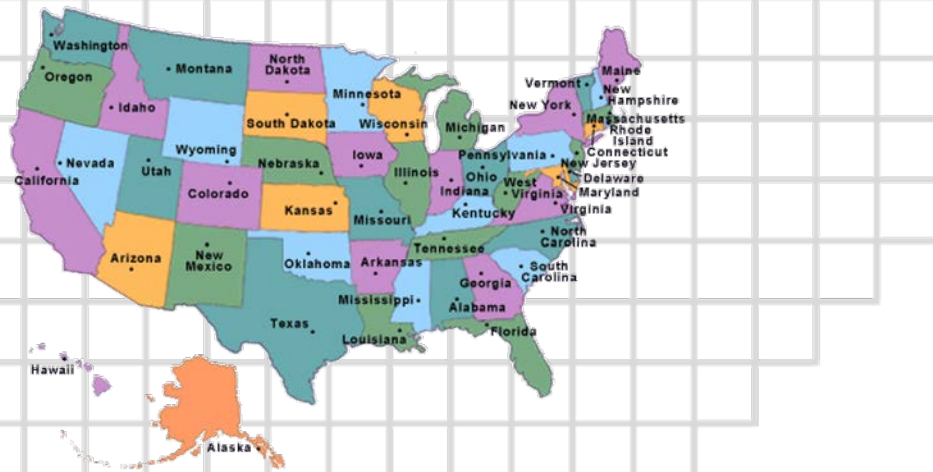 Washington
Montana
North
Dakota
Minnesota
Maine
Vermont
New
Hampshire
Oregon
Idaho
New York
South Dakota
Wisconsin
Michigan
Massachusetts
Rhode
Island
Connecticut
Wyoming
Nebraska
Iowa
Pennsylvania
New Jersey
Nevada
Utah
Illinois
Ohio
Delaware
California
Colorado
Indiana
West
Virginia
Maryland
Kansas
Missouri
Kentucky
Virginia
North
Carolina
Tennessee
Arizona
New
Mexico
Oklahoma
Arkansas
South
Carolina
Georgia
Mississippi
Alabama
Texas
Louisiana
Florida
Hawaii
Alaska